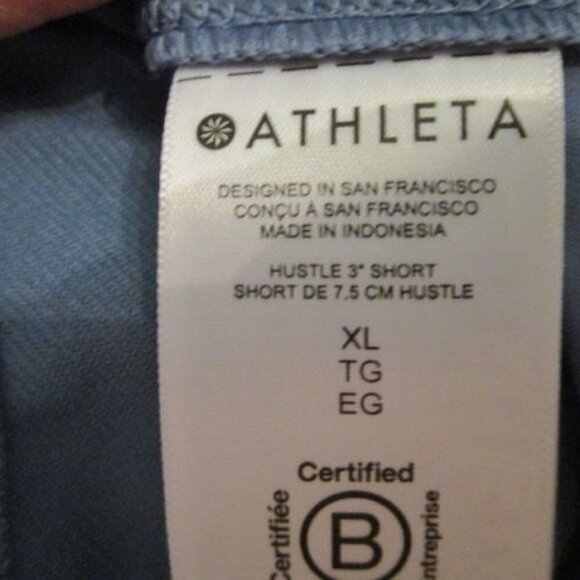 ATHLETA
DESIGNED IN SAN FRANCISCO
CONÇU À SAN FRANCISCO
MADE IN INDONESIA
HUSTLE 3" SHORT
SHORT DE 7,5 CM HUSTLE
XL
TG
EG
Certified
Certifiée
B
Entreprise